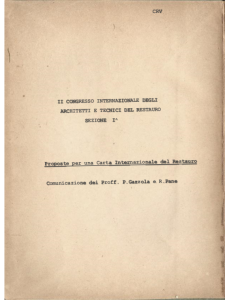 CRV
II CONGRESSO INTERNAZIONALE DEGLI
ARCHITETTI E TECNICI DEL RESTAURO
SEZIONE I°
Proposte per una Carta Internazionale del Restauro
Comunicazione dei Proff. P.Gazzola e R.Pane